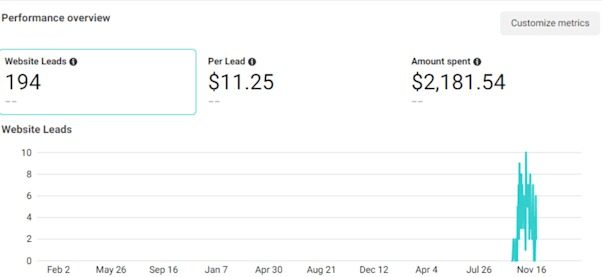 Performance overview
Customize metrics
Website Leads Per Lead Amount spent
194 $11.25 $2,181.54
-- --
Website Leads
10
8
6
4
2
0
Feb 2 May 26 Sep 16 Jan 7 Apr 30 Aug 21 Dec 12 Apr 4 Jul 26 Nov 16